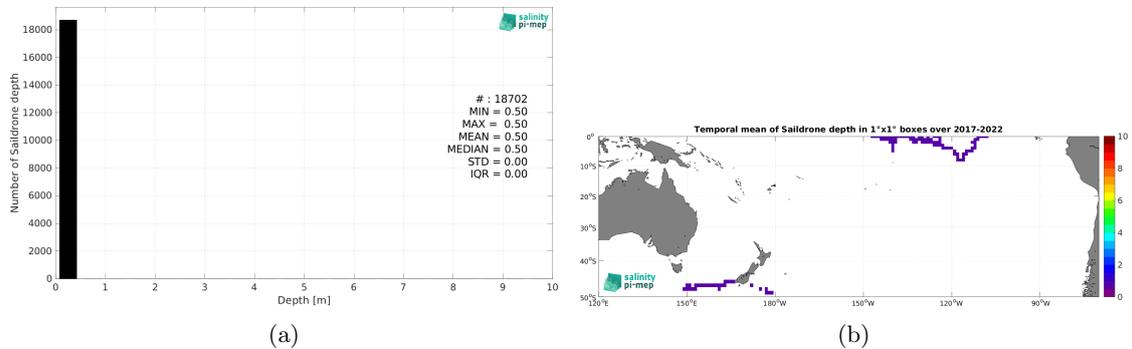 18000
16000
14000
12000
10000
8000
6000
4000
2000
0
Number of Saildrone depth
salinity
pi-mep
# : 18702
MIN = 0.50
MAX = 0.50
MEAN = 0.50
MEDIAN = 0.50
STD = 0.00
IQR = 0.00
1 2 3 4 5 6 7 8 9 10
Depth [m]
(a)
Temporal mean of Saildrone depth in 1°x1° boxes over 2017-2022
0°
10°S
20°S
30°S
40°S
50°S
salinity
pi-mep
120°E 150°E 180°W 150°W 120°W 90°W
10
8
6
4
2
0
(b)